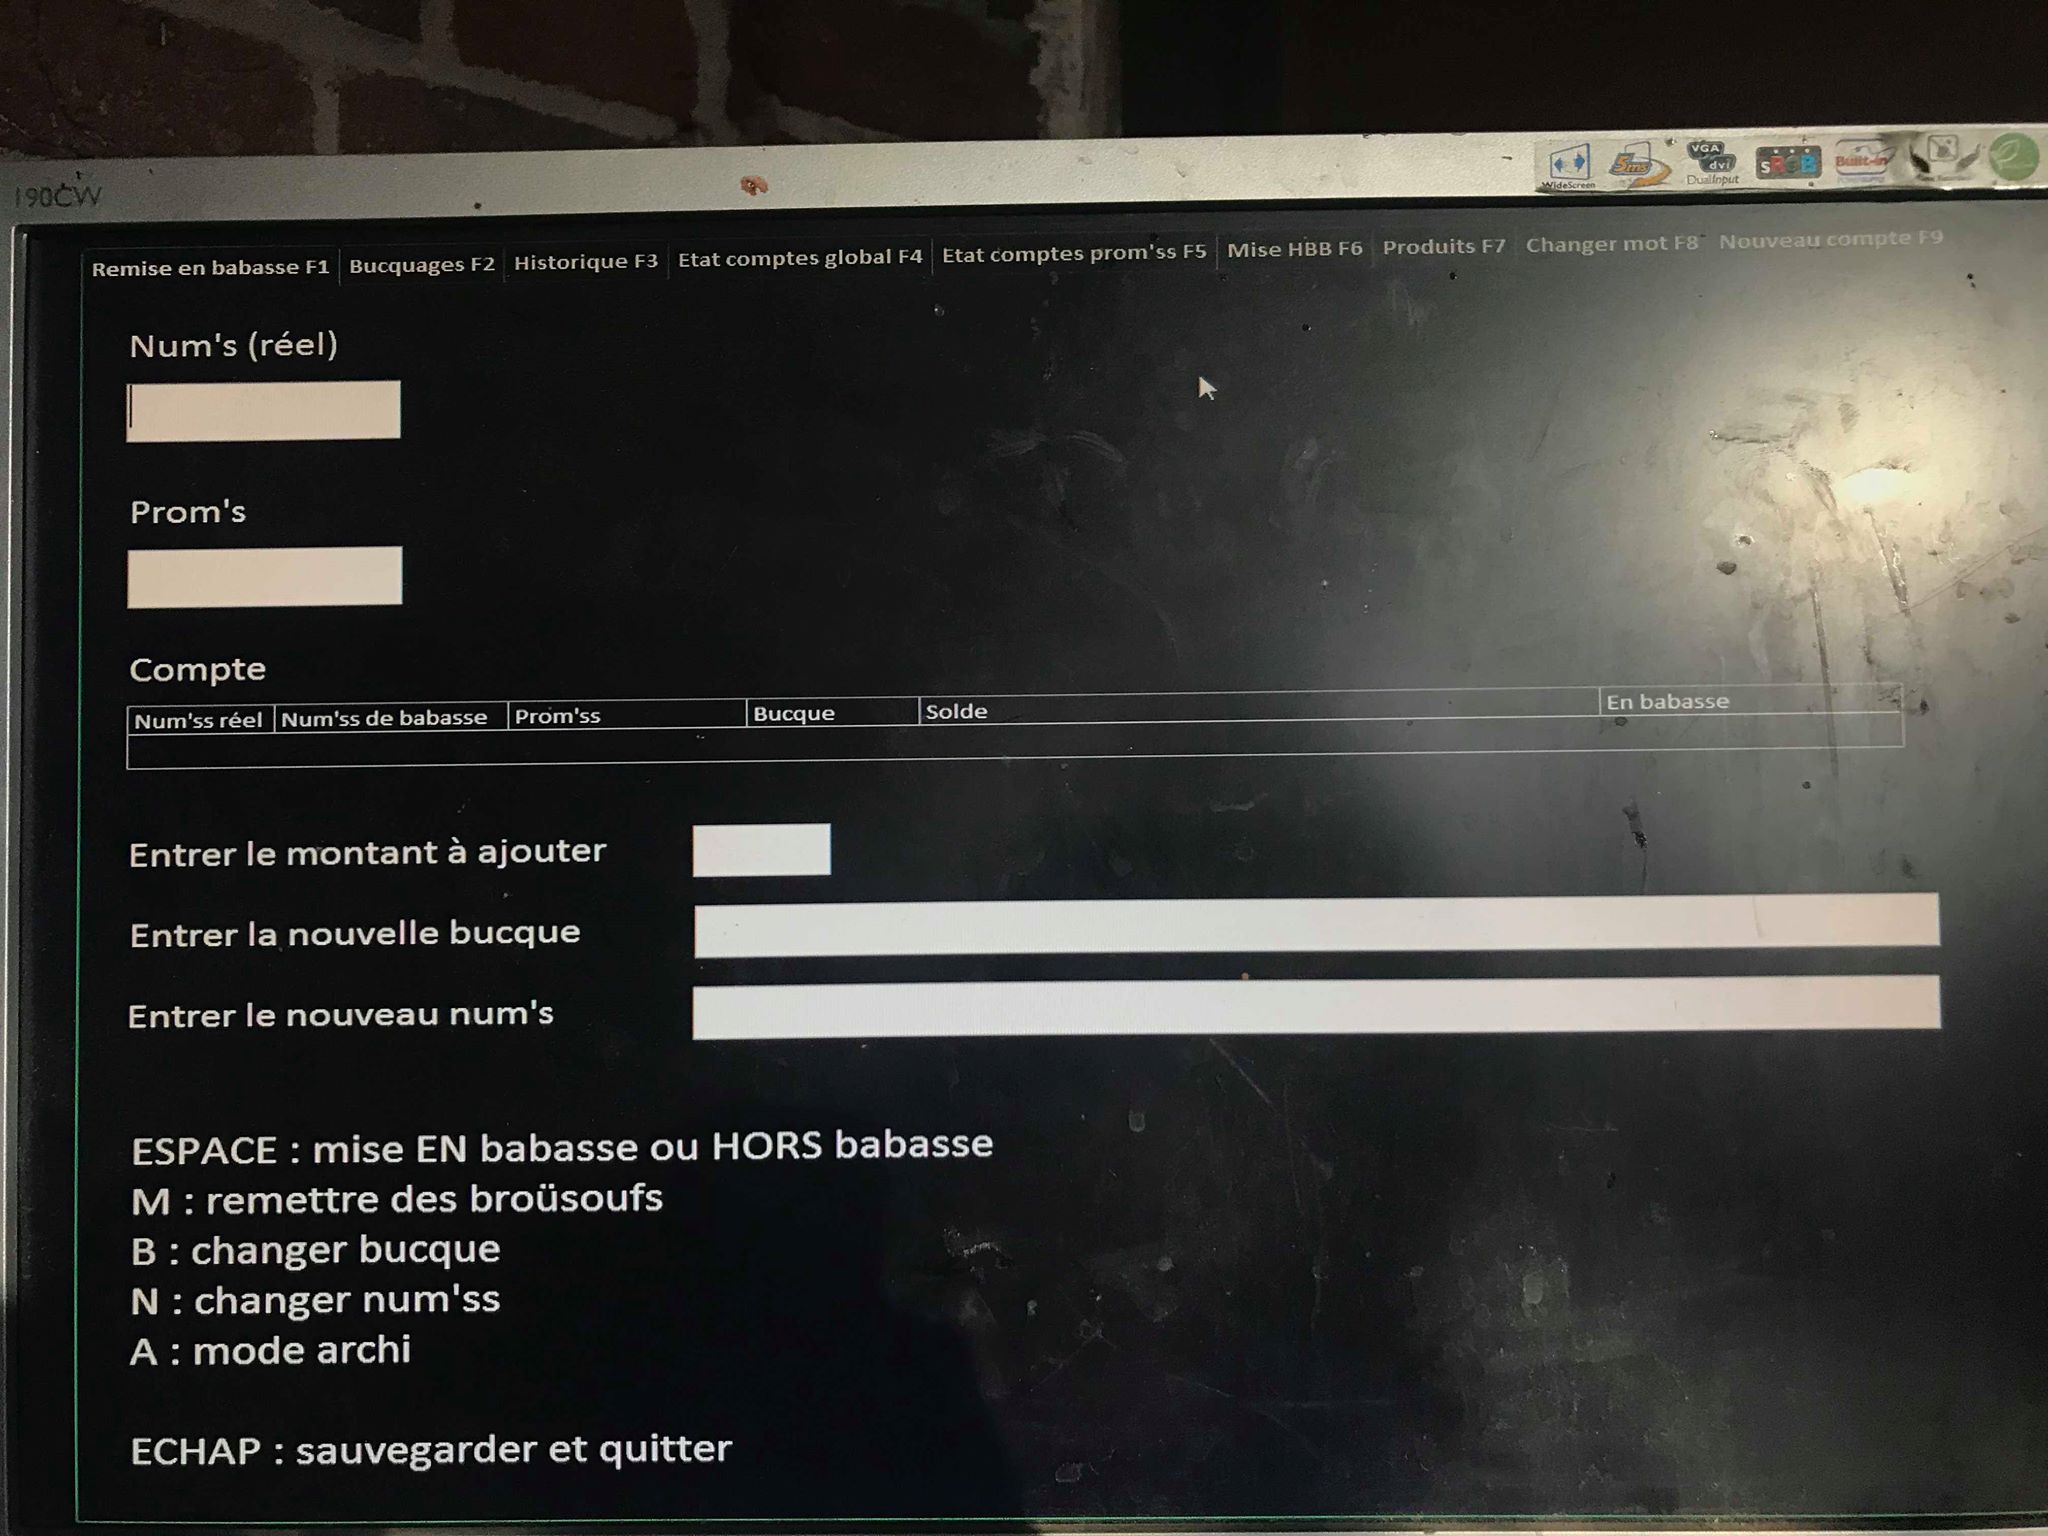 190CW
WideScreen
5ms
VGA
dvi
DualInput
sRGB
Built-in
Remise en babasse F1 Bucquages F2 Historique F3 Etat comptes global F4 Etat comptes prom'ss F5 Mise HBB F6 Produits F7 Changer mot F8 Nouveau compte F9
Num's (réel)
Prom's
Compte
Num'ss réel Num'ss de babasse Prom'ss Bucque Solde En babasse
Entrer le montant à ajouter
Entrer la nouvelle bucque
Entrer le nouveau num's
ESPACE : mise EN babasse ou HORS babasse
M : remettre des broüsoufs
B : changer bucque
N : changer num'ss
A : mode archi
ECHAP : sauvegarder et quitter